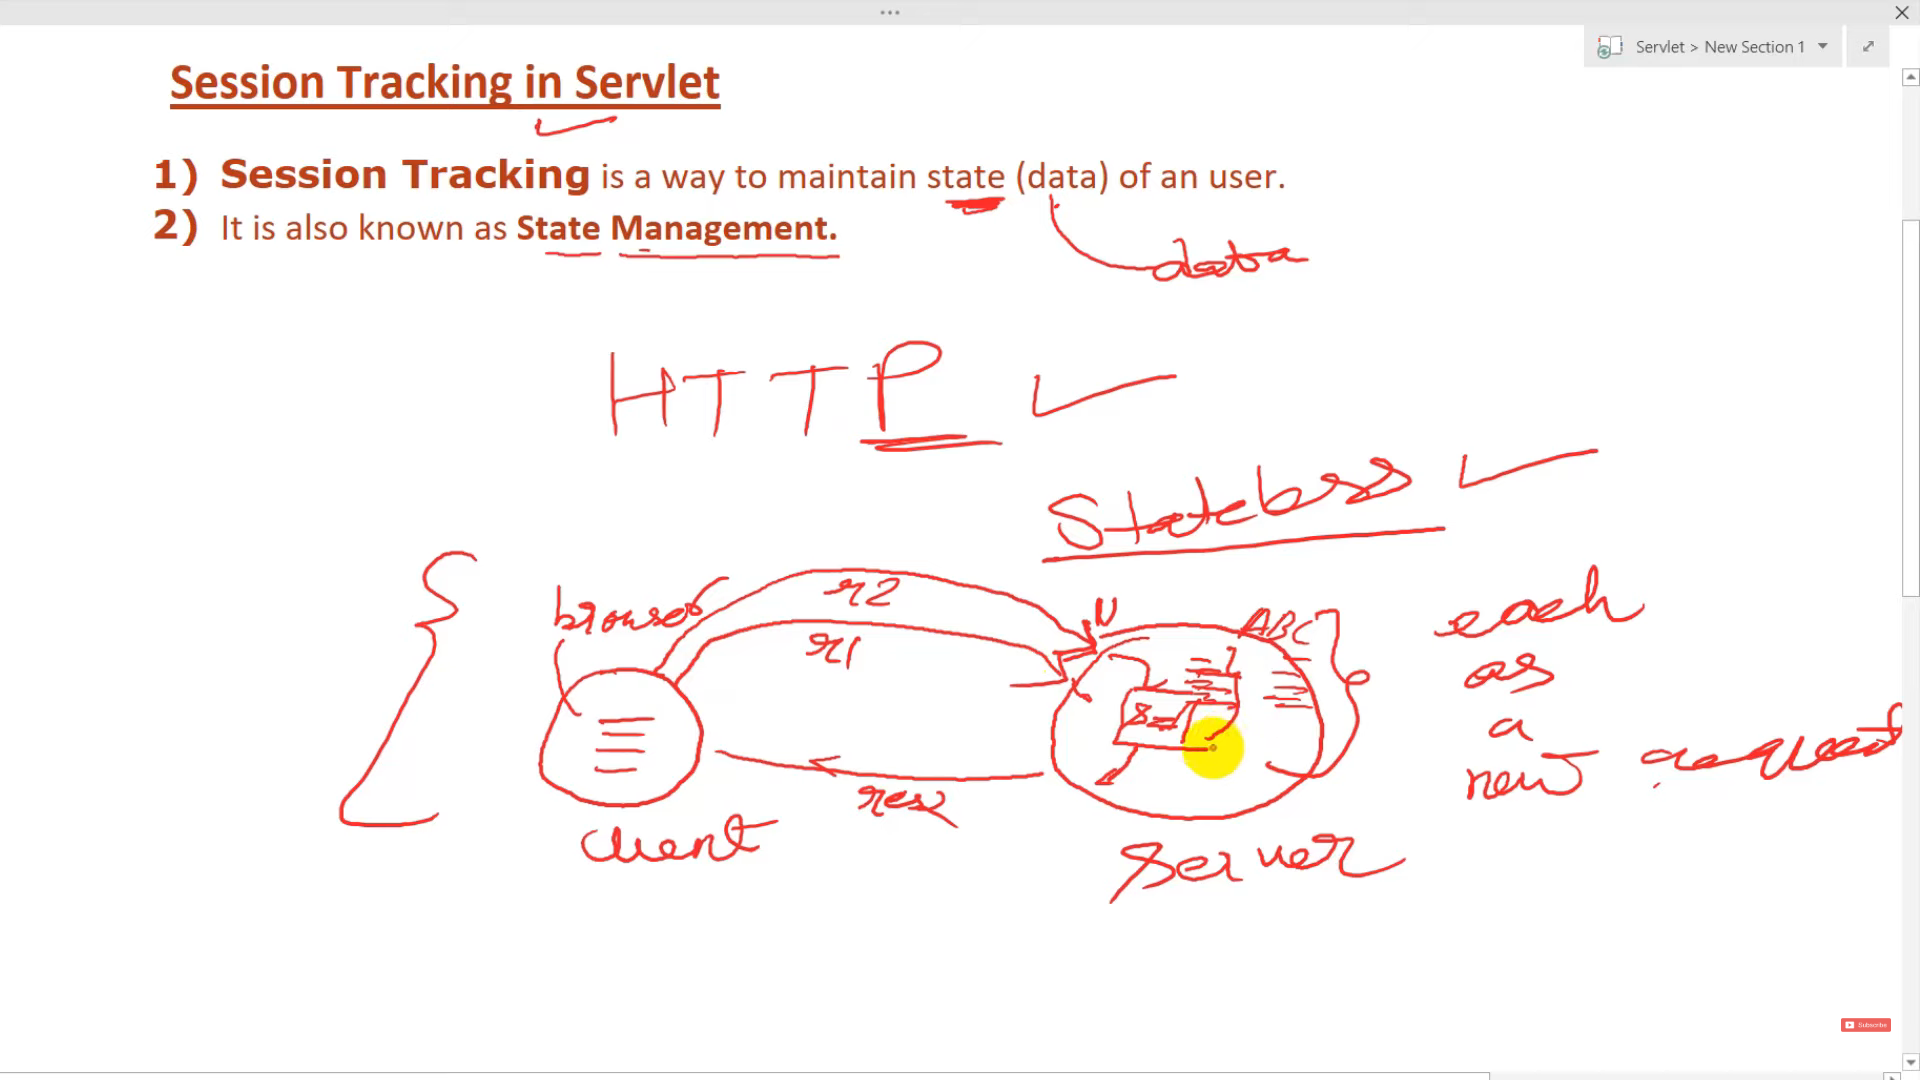 Servlet > New Section 1
Session Tracking in Servlet
1) Session Tracking is a way to maintain state (data) of an user.
2) It is also known as State Management.
data
HTTP
Stateless
browser
r2
r1
N
ABC
each
as
a
new request
res
client
server
Subscribe